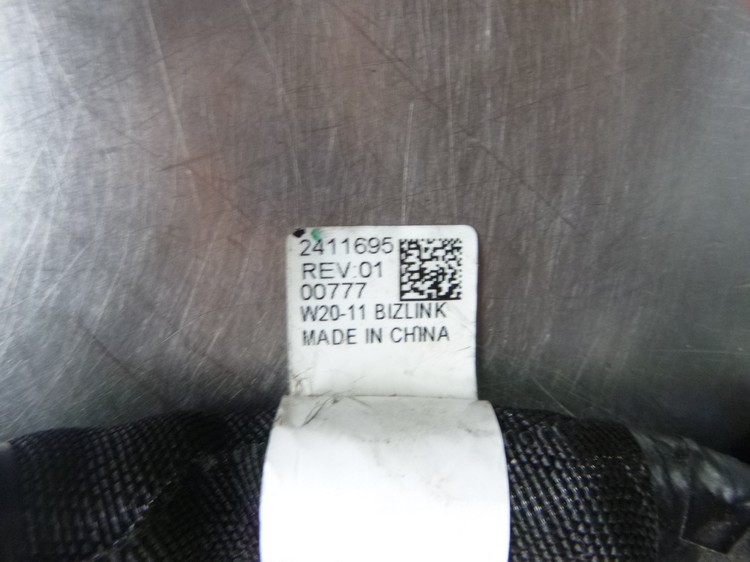 2411695
REV:01
00777
W20-11 BIZLINK
MADE IN CHINA